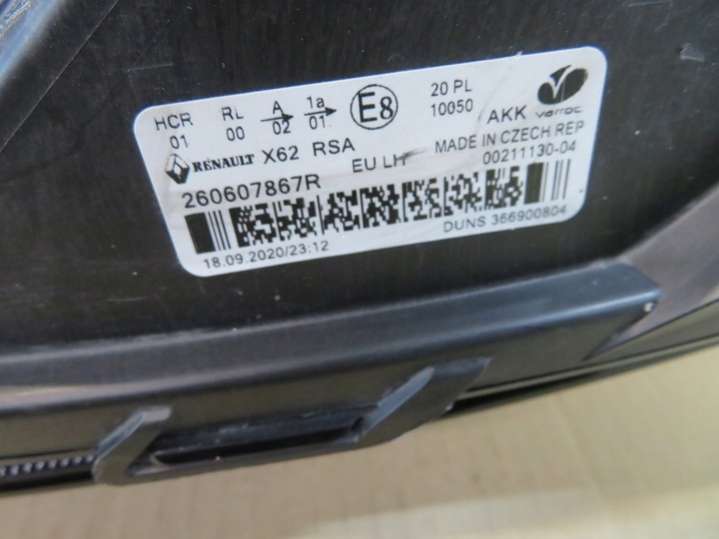 HCR RL A 1a E8 20 PL AKK varroc
01 00 02 01 10050
RENAULT X62 RSA EU LH MADE IN CZECH REP
260607867R 00211130-04
DUNS 366900804
18.09.2020/23:12